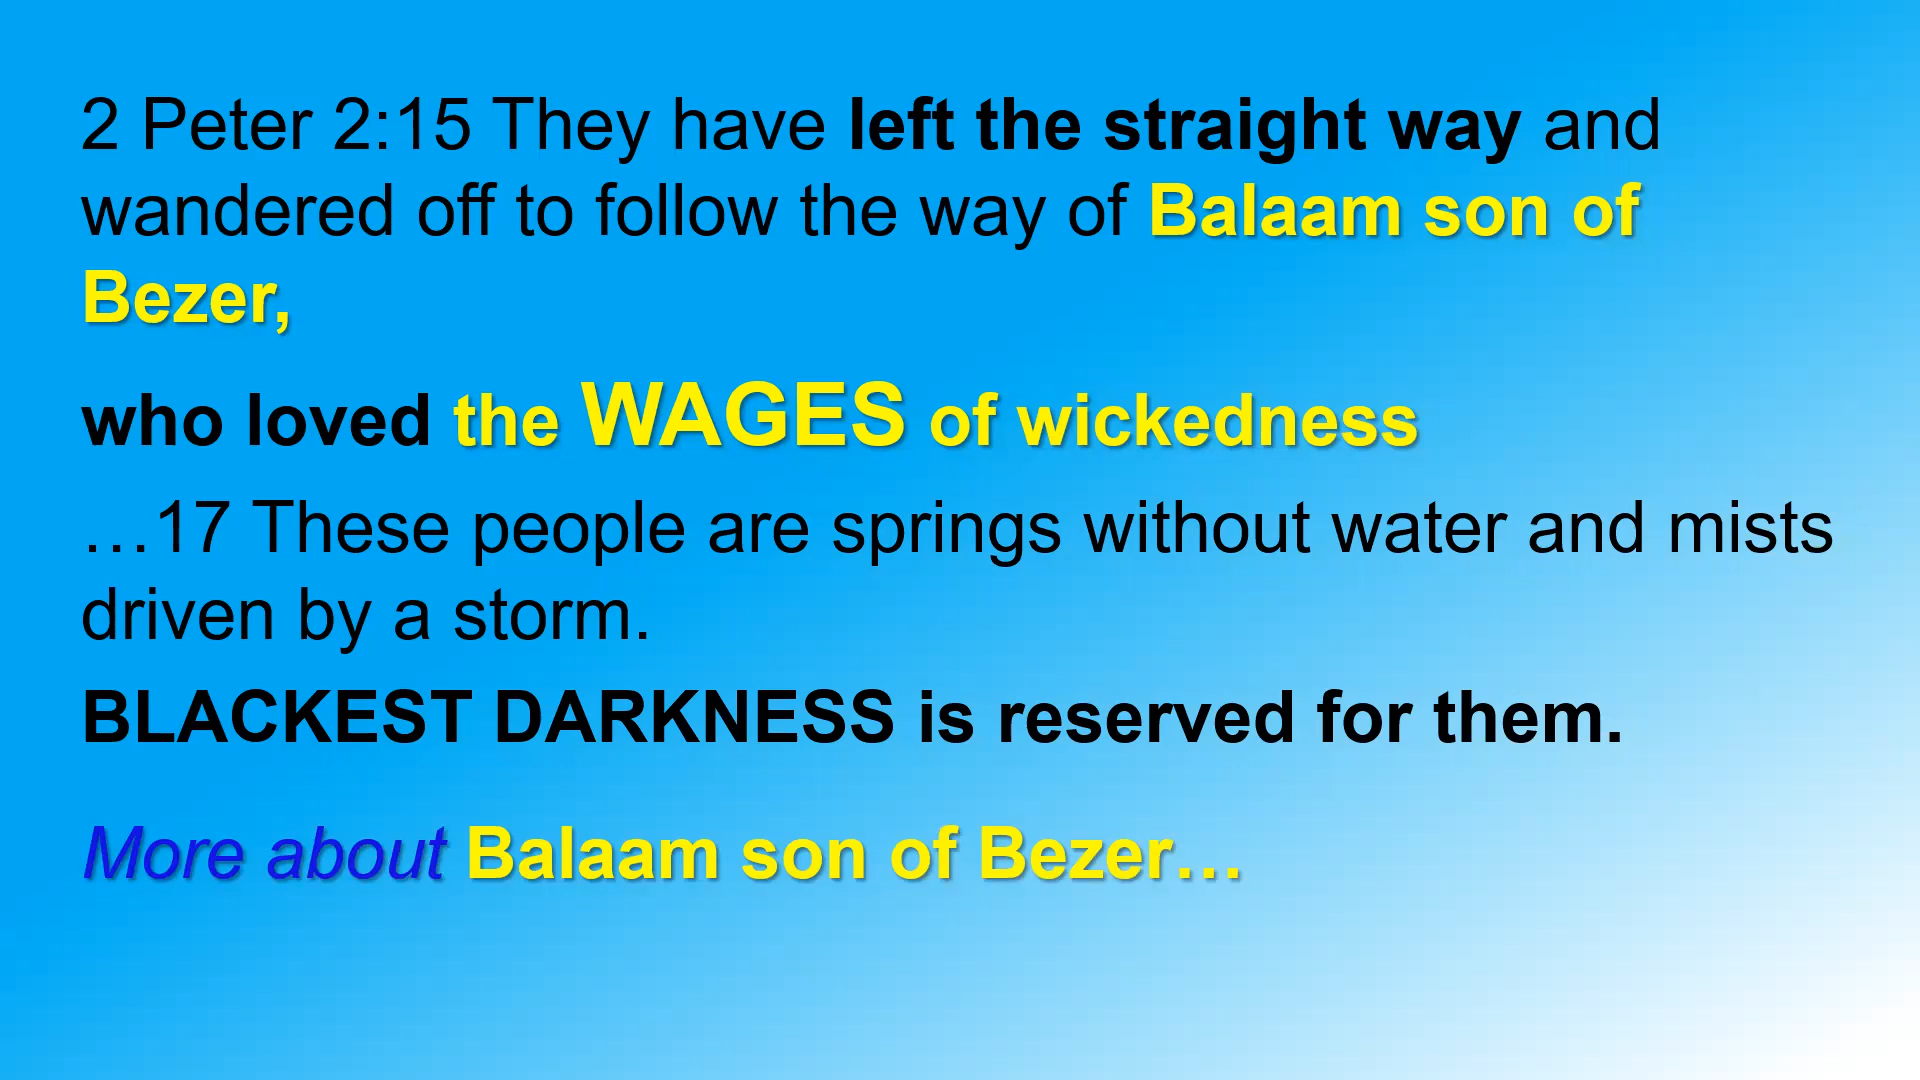 2 Peter 2:15 They have left the straight way and
wandered off to follow the way of Balaam son of
Bezer,
who loved the WAGES of wickedness
…17 These people are springs without water and mists
driven by a storm.
BLACKEST DARKNESS is reserved for them.
More about Balaam son of Bezer…